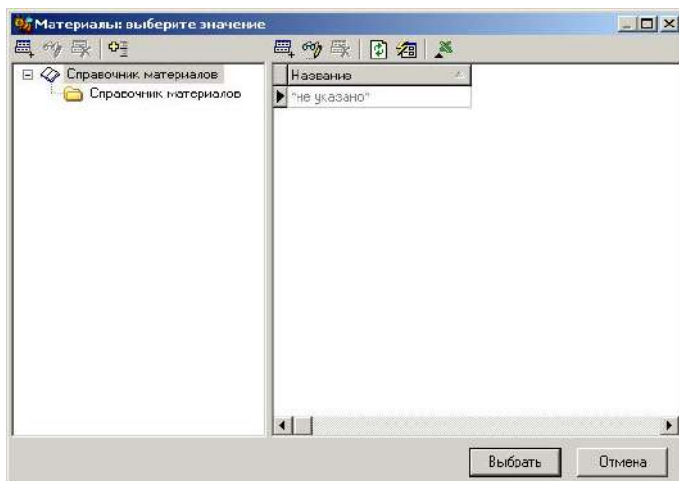 Материалы: выберите значение
Справочник материалов
Справочник материалов
Название
"не указано"
Выбрать
Отмена